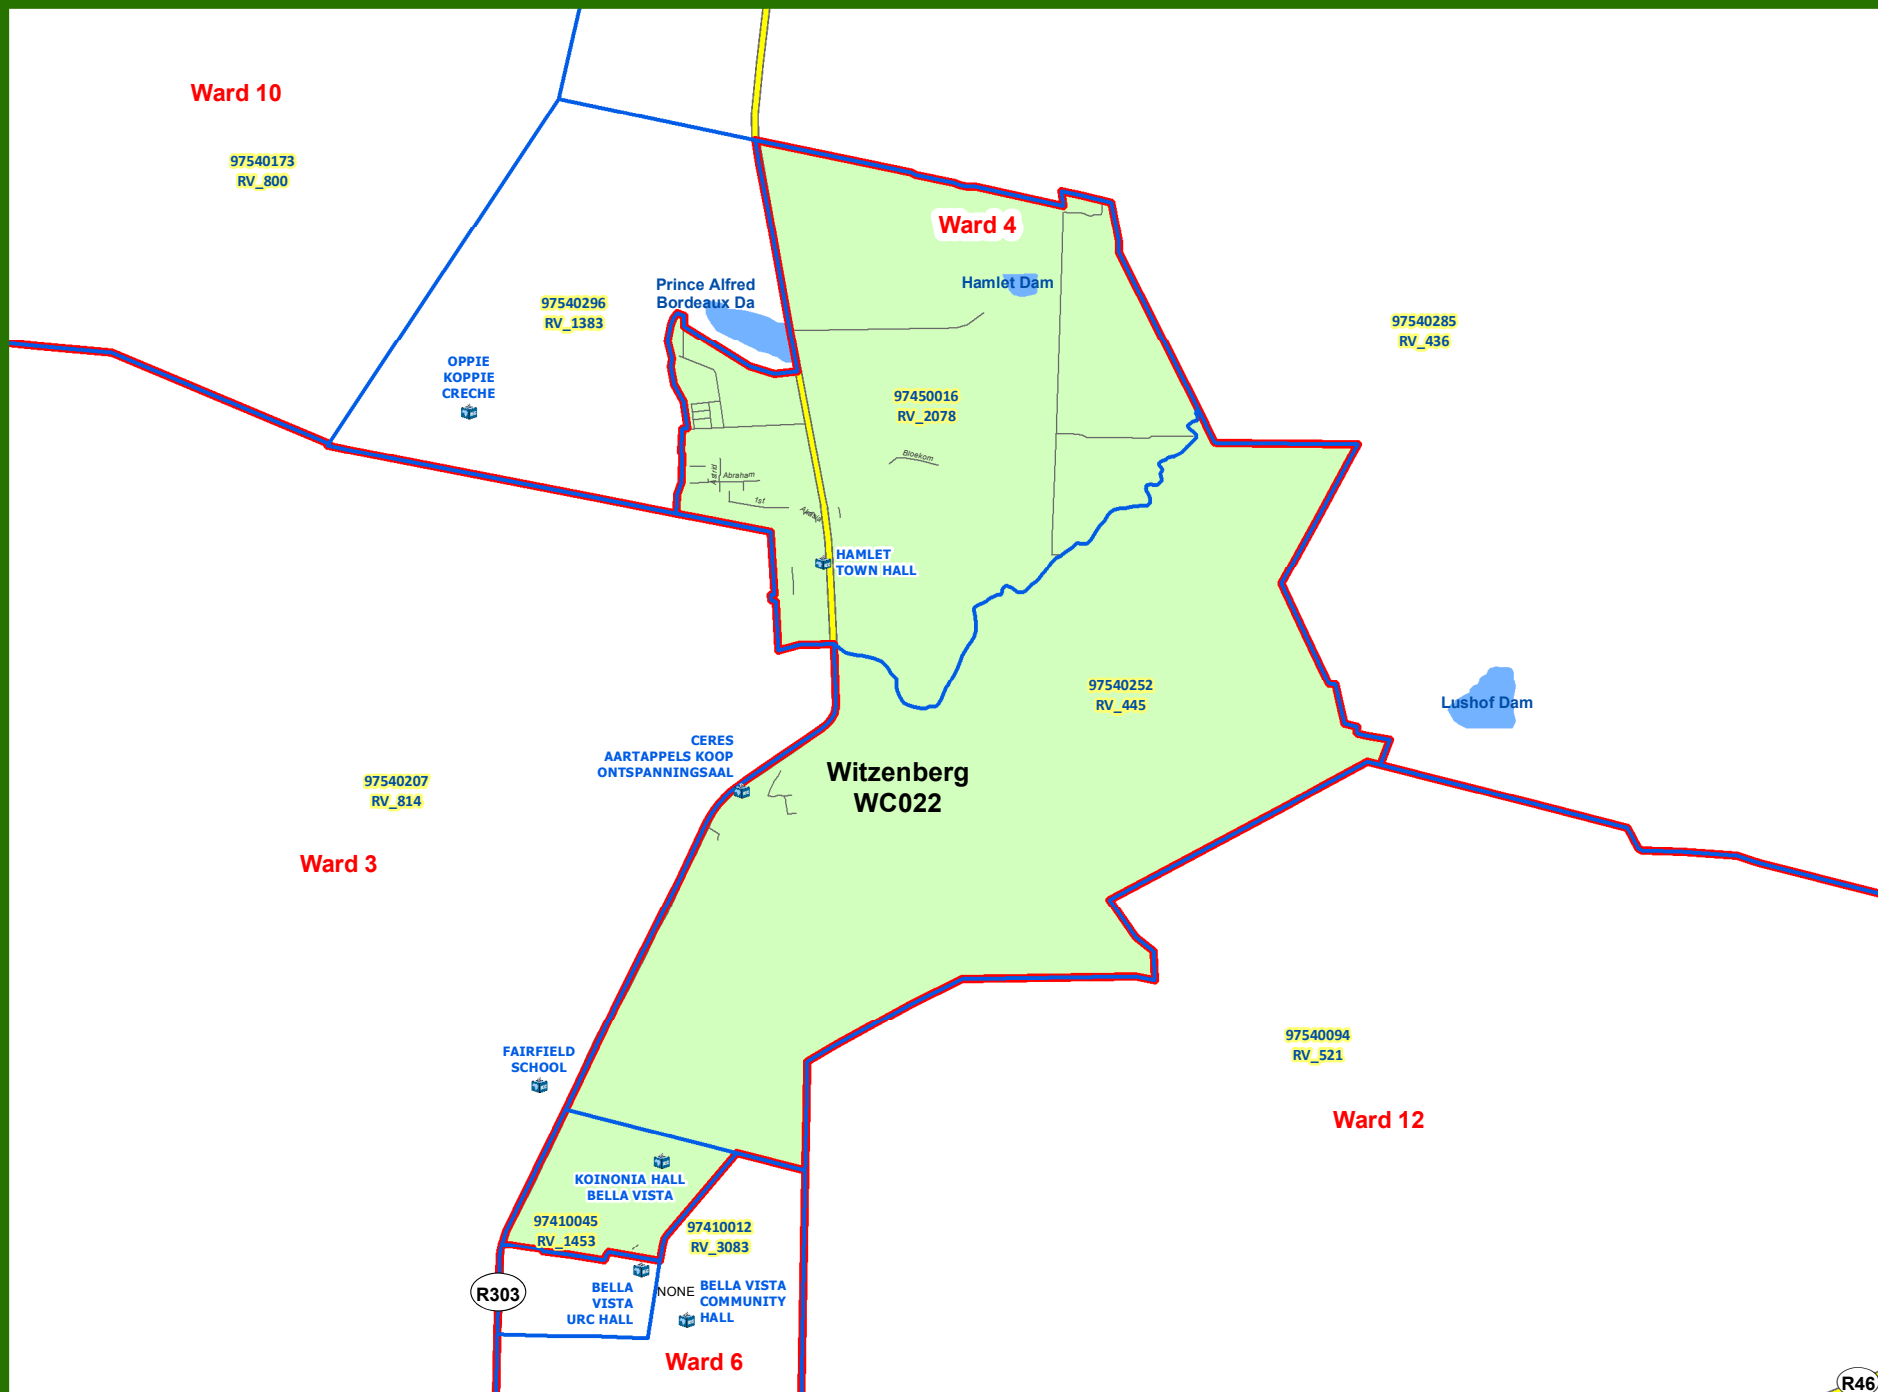 Ward 10
97540173
RV_800
Ward 4
Prince Alfred
Bordeaux Da
Hamlet Dam
97540296
RV_1383
97540285
RV_436
OPPIE
KOPPIE
CRECHE
97450016
RV_2078
Bloekom
Astrid
Abraham
1st
HAMLET
TOWN HALL
97540252
RV_445
Lushof Dam
CERES
AARTAPPELS KOOP
ONTSPANNINGSAAL
Witzenberg
WC022
97540207
RV_814
Ward 3
97540094
RV_521
FAIRFIELD
SCHOOL
Ward 12
KOINONIA HALL
BELLA VISTA
97410045
RV_1453
97410012
RV_3083
R303
BELLA
VISTA
URC HALL
NONE
BELLA VISTA
COMMUNITY
HALL
Ward 6
R46